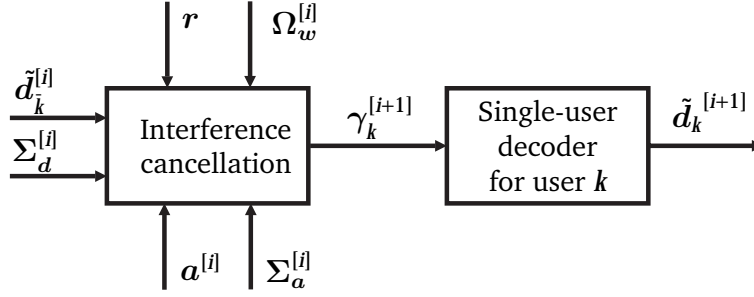 r
Ω_w^[i]
d̃_k̄^[i]
Σ_d^[i]
Interference
cancellation
γ_k^[i+1]
Single-user
decoder
for user k
d̃_k^[i+1]
a^[i]
Σ_a^[i]